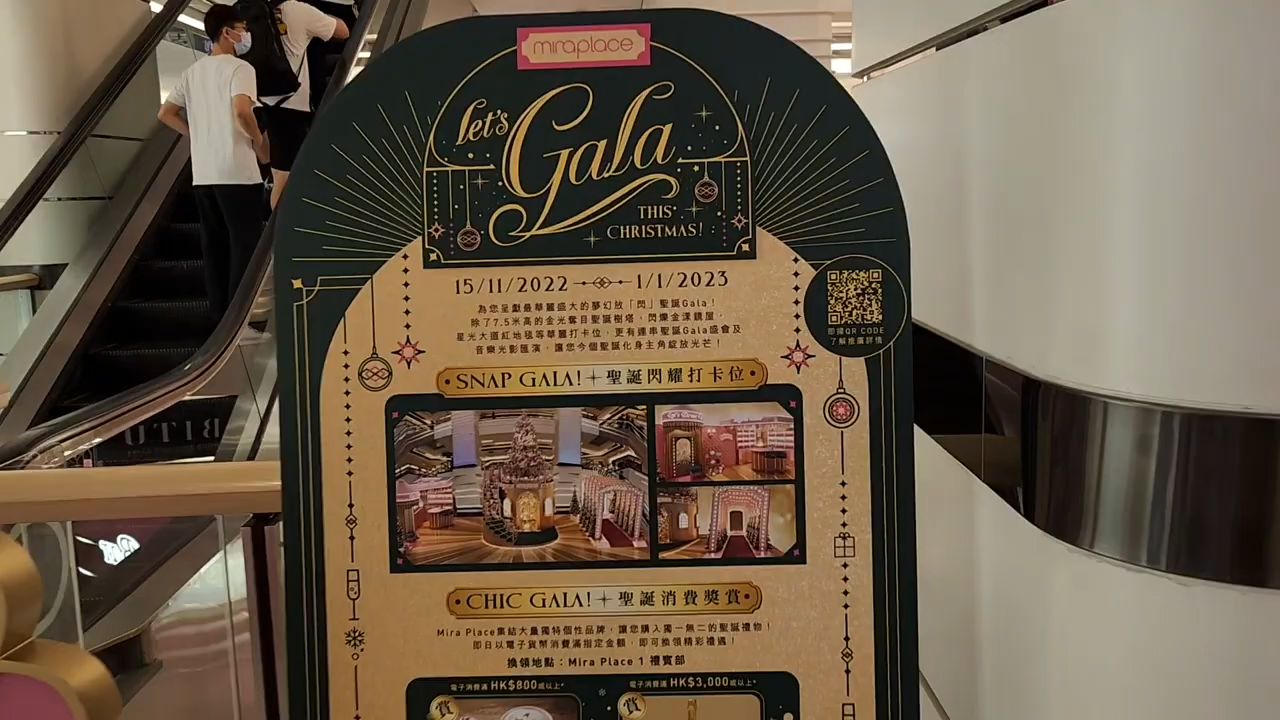 miraplace
let's
Gala
THIS
CHRISTMAS!
15/11/2022 1/1/2023
為您呈獻最華麗盛大的夢幻放「閃」聖誕Gala！
除了7.5米高的金光奪目聖誕樹塔，閃爍金漾鏡屋，
星光大道紅地毯等華麗打卡位，更有連串聖誕Gala盛會及
音樂光影匯演，讓您今個聖誕化身主角綻放光芒！
即掃QR CODE
了解推廣詳情
SNAP GALA! 聖誕閃耀打卡位
CHIC GALA! 聖誕消費獎賞
Mira Place集結大量獨特個性品牌，讓您購入獨一無二的聖誕禮物！
即日以電子貨幣消費滿指定金額，即可換領精彩禮遇！
換領地點：Mira Place 1 禮賓部
電子消費滿 HK$800或以上*
電子消費滿 HK$3,000或以上*
賞
賞